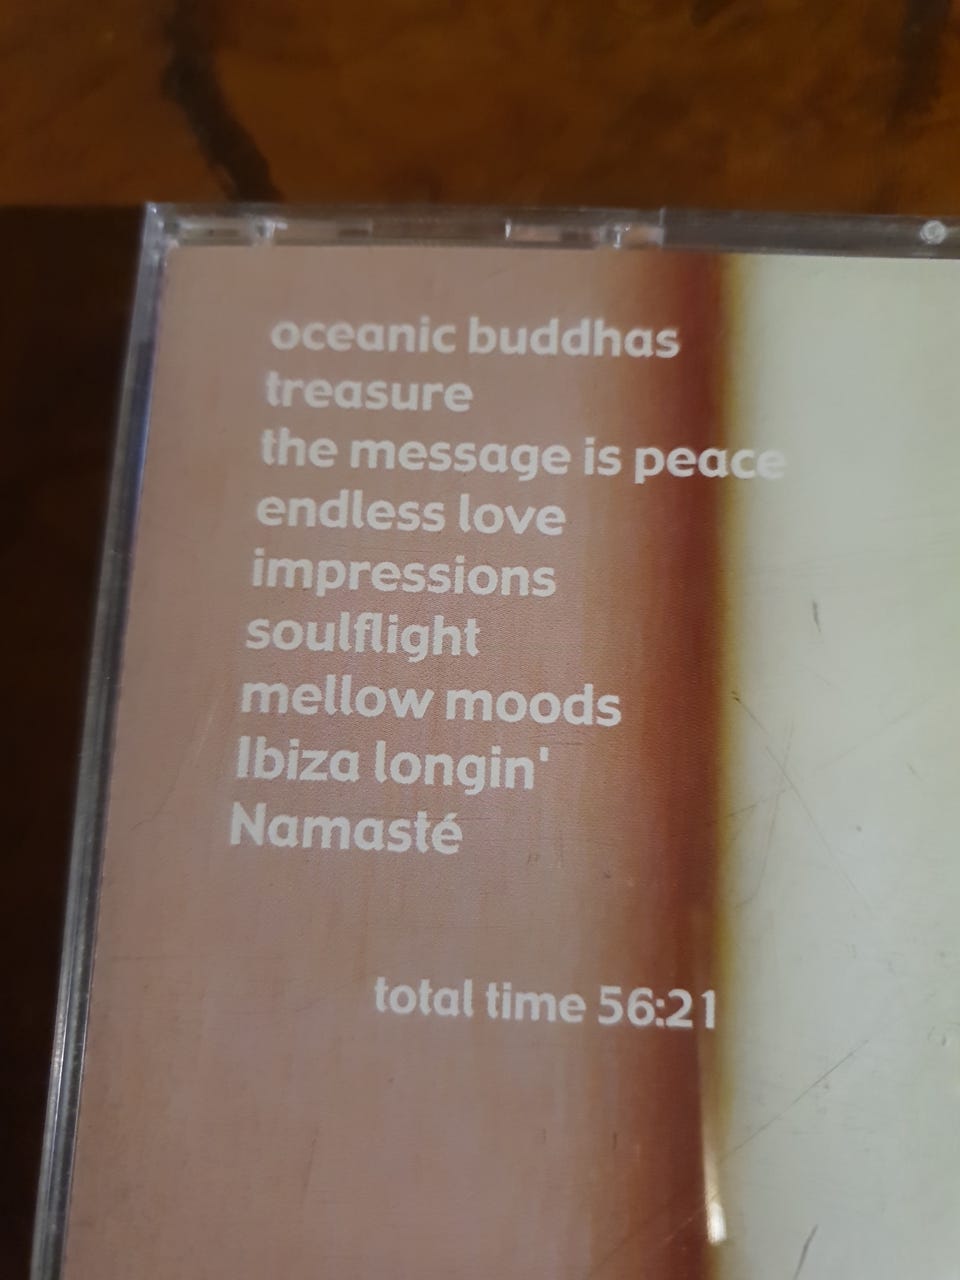 oceanic buddhas
treasure
the message is peace
endless love
impressions
soulflight
mellow moods
Ibiza longin'
Namasté
total time 56:21